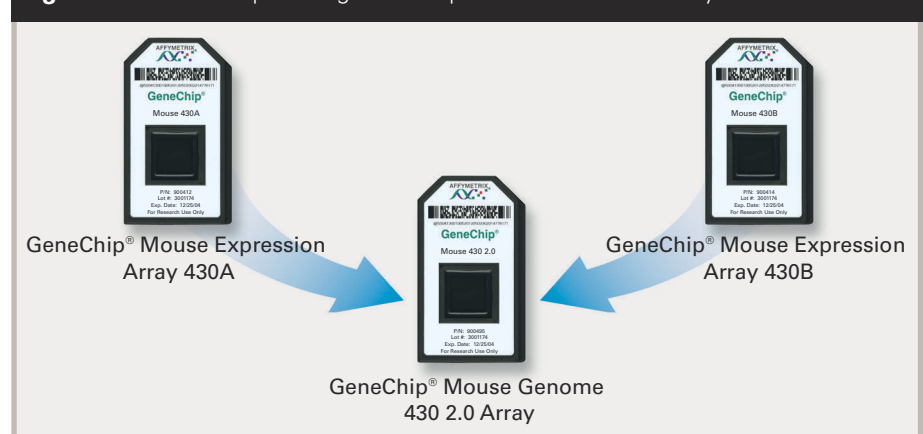 AFFYMETRIX
GeneChip®
Mouse 430A
P/N: 900412
Lot #: 3001174
Exp. Date: 12/25/04
For Research Use Only
GeneChip® Mouse Expression
Array 430A
AFFYMETRIX
GeneChip®
Mouse 430B
P/N: 900414
Lot #: 3001174
Exp. Date: 12/25/04
For Research Use Only
GeneChip® Mouse Expression
Array 430B
AFFYMETRIX
GeneChip®
Mouse 430 2.0
P/N: 900495
Lot #: 3001174
Exp. Date: 12/25/04
For Research Use Only
GeneChip® Mouse Genome
430 2.0 Array